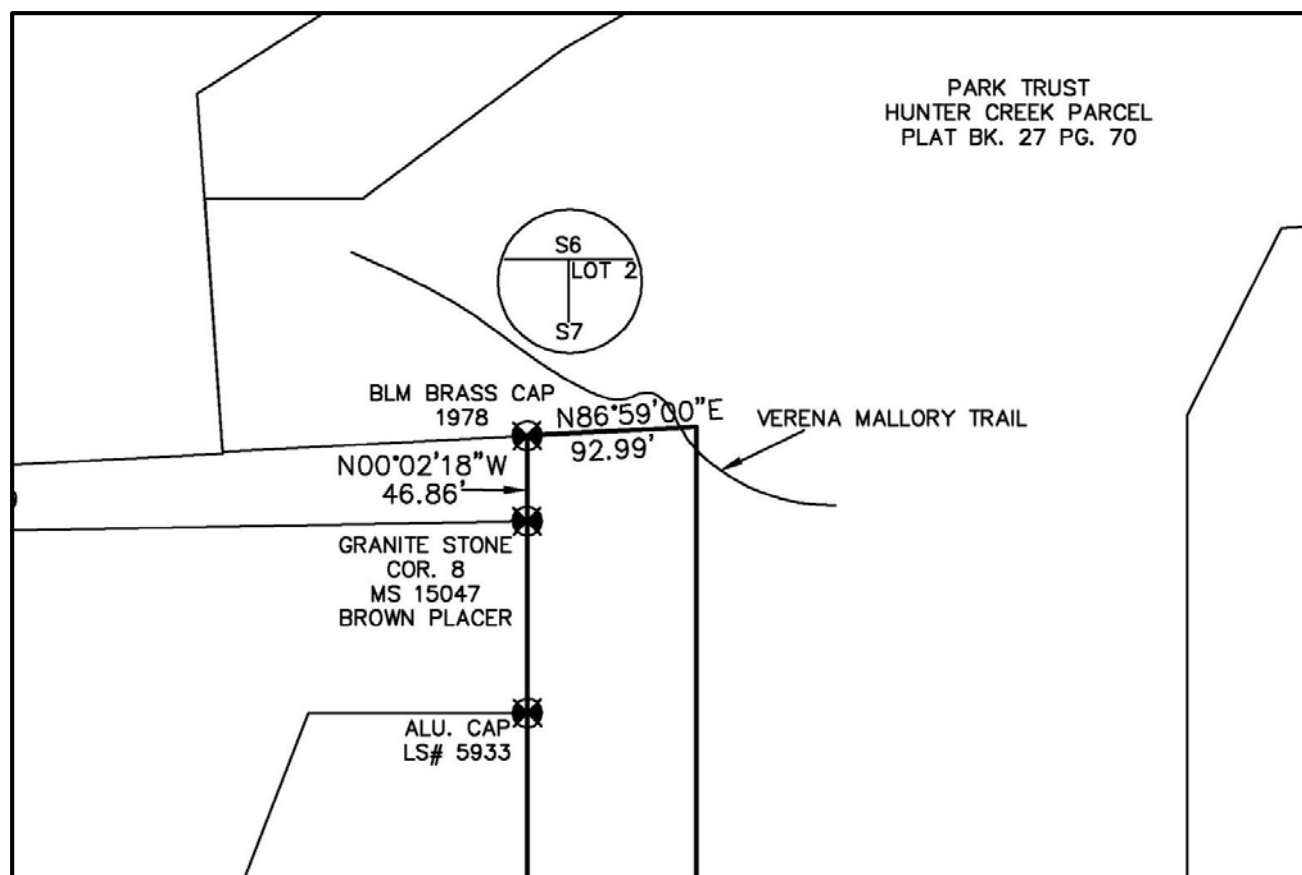 PARK TRUST
HUNTER CREEK PARCEL
PLAT BK. 27 PG. 70
S6
LOT 2
S7
BLM BRASS CAP
1978
N86°59'00"E
92.99'
VERENA MALLORY TRAIL
N00°02'18"W
46.86'
GRANITE STONE
COR. 8
MS 15047
BROWN PLACER
ALU. CAP
LS# 5933